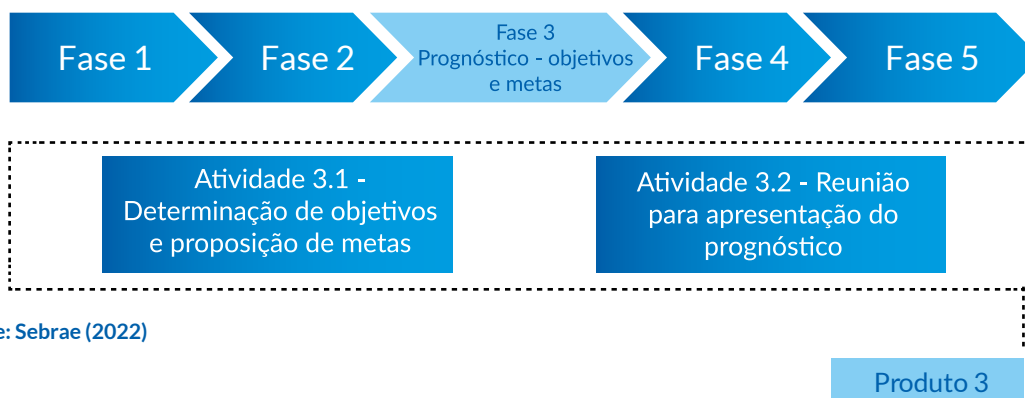 Fase 1
Fase 2
Fase 3
Prognóstico - objetivos
e metas
Fase 4
Fase 5
Atividade 3.1 -
Determinação de objetivos
e proposição de metas
Atividade 3.2 - Reunião
para apresentação do
prognóstico
e: Sebrae (2022)
Produto 3